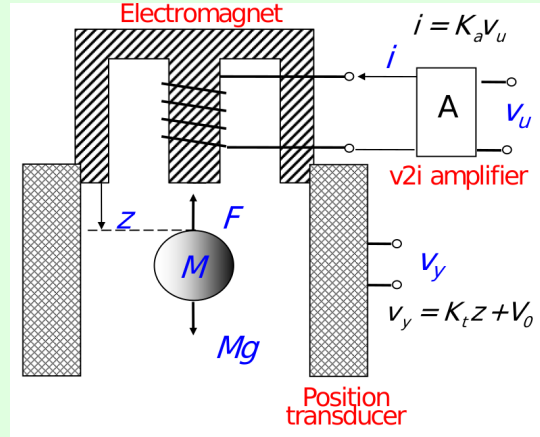 Electromagnet
i = K_a v_u
i
A
v_u
v2i amplifier
z
F
M
v_y
v_y = K_t z + V_0
Mg
Position
transducer